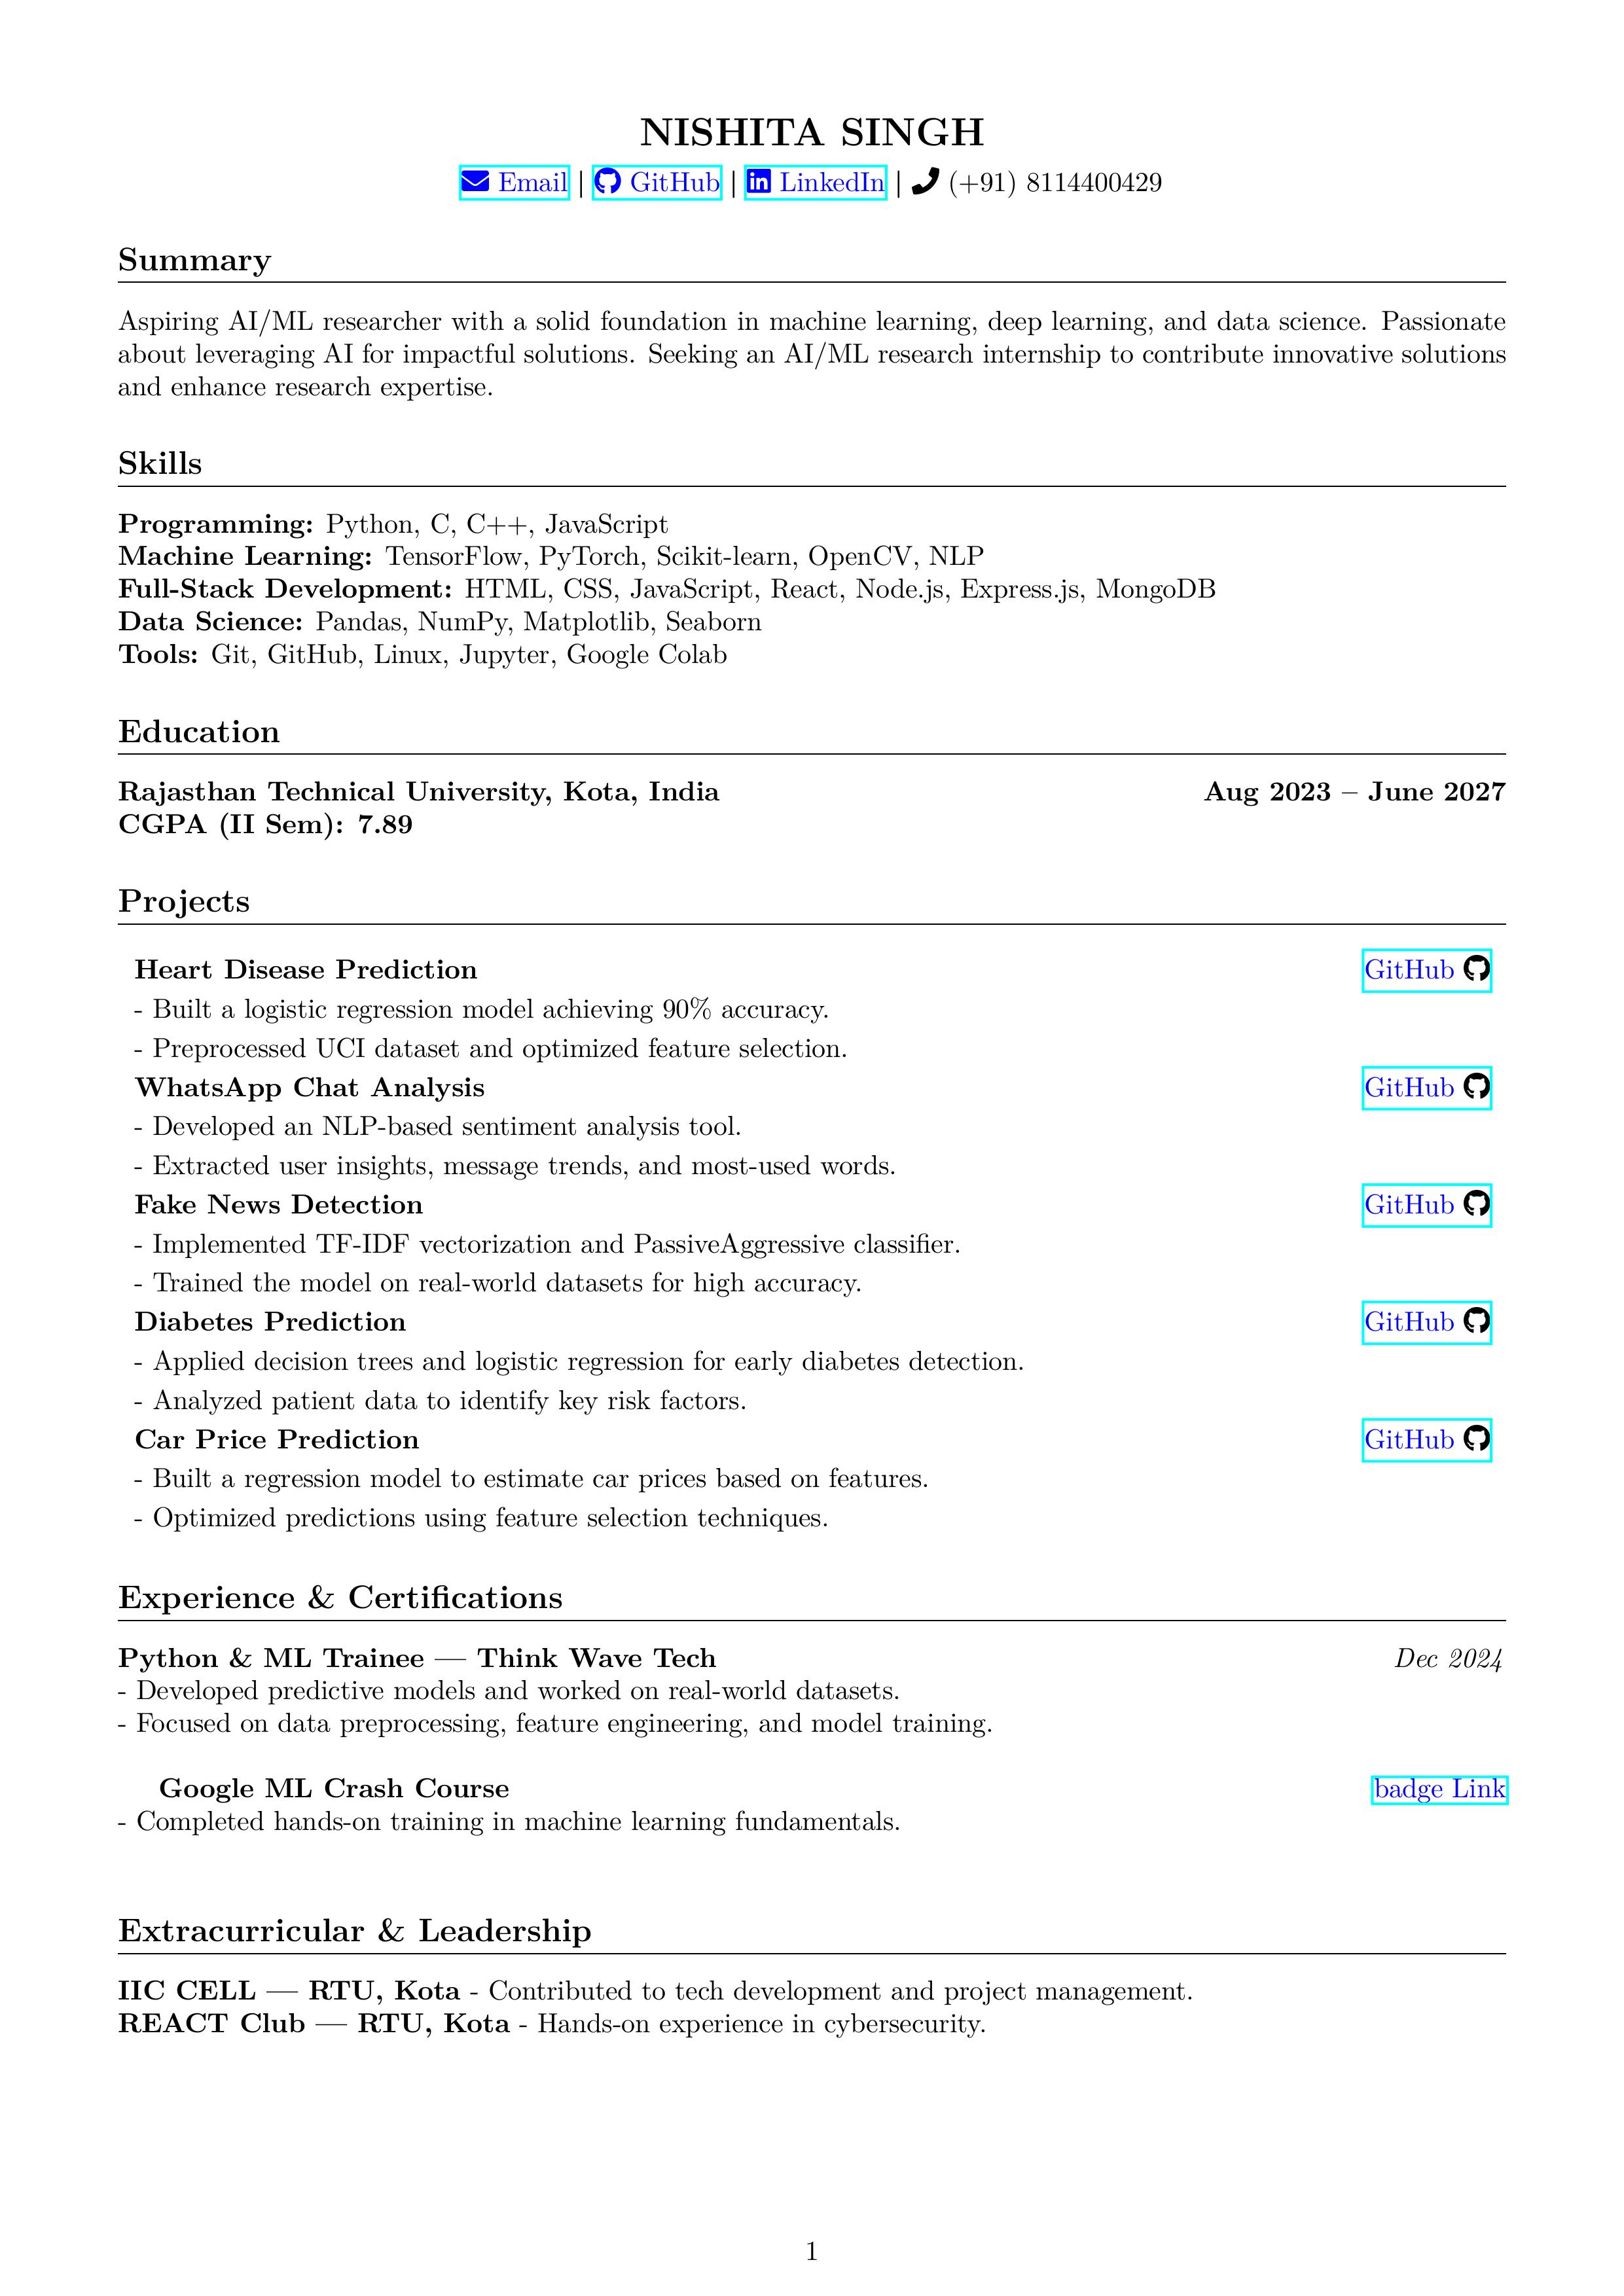 NISHITA SINGH
Email | GitHub | LinkedIn | (+91) 8114400429
Summary
Aspiring AI/ML researcher with a solid foundation in machine learning, deep learning, and data science. Passionate
about leveraging AI for impactful solutions. Seeking an AI/ML research internship to contribute innovative solutions
and enhance research expertise.
Skills
Programming: Python, C, C++, JavaScript
Machine Learning: TensorFlow, PyTorch, Scikit-learn, OpenCV, NLP
Full-Stack Development: HTML, CSS, JavaScript, React, Node.js, Express.js, MongoDB
Data Science: Pandas, NumPy, Matplotlib, Seaborn
Tools: Git, GitHub, Linux, Jupyter, Google Colab
Education
Rajasthan Technical University, Kota, India Aug 2023 – June 2027
CGPA (II Sem): 7.89
Projects
Heart Disease Prediction GitHub
- Built a logistic regression model achieving 90% accuracy.
- Preprocessed UCI dataset and optimized feature selection.
WhatsApp Chat Analysis GitHub
- Developed an NLP-based sentiment analysis tool.
- Extracted user insights, message trends, and most-used words.
Fake News Detection GitHub
- Implemented TF-IDF vectorization and PassiveAggressive classifier.
- Trained the model on real-world datasets for high accuracy.
Diabetes Prediction GitHub
- Applied decision trees and logistic regression for early diabetes detection.
- Analyzed patient data to identify key risk factors.
Car Price Prediction GitHub
- Built a regression model to estimate car prices based on features.
- Optimized predictions using feature selection techniques.
Experience & Certifications
Python & ML Trainee — Think Wave Tech Dec 2024
- Developed predictive models and worked on real-world datasets.
- Focused on data preprocessing, feature engineering, and model training.
Google ML Crash Course badge Link
- Completed hands-on training in machine learning fundamentals.
Extracurricular & Leadership
IIC CELL — RTU, Kota - Contributed to tech development and project management.
REACT Club — RTU, Kota - Hands-on experience in cybersecurity.
1